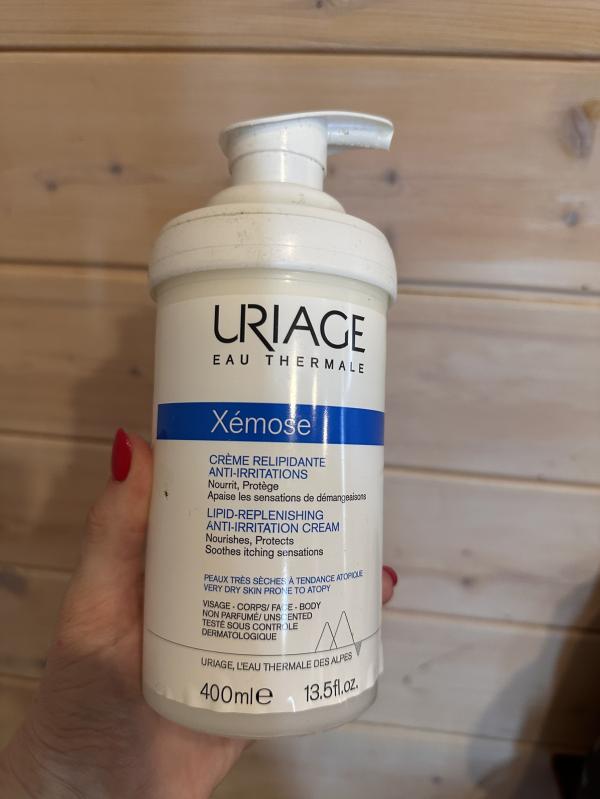 URIAGE
EAU THERMALE
Xémose
CRÈME RELIPIDANTE
ANTI-IRRITATIONS
Nourrit, Protège
Apaise les sensations de démangeaisons
LIPID-REPLENISHING
ANTI-IRRITATION CREAM
Nourishes, Protects
Soothes itching sensations
PEAUX TRÈS SÈCHES À TENDANCE ATOPIQUE
VERY DRY SKIN PRONE TO ATOPY
VISAGE - CORPS/ FACE - BODY
NON PARFUMÉ/ UNSCENTED
TESTÉ SOUS CONTRÔLE
DERMATOLOGIQUE
URIAGE, L'EAU THERMALE DES ALPES
400ml℮ 13.5fl.oz.